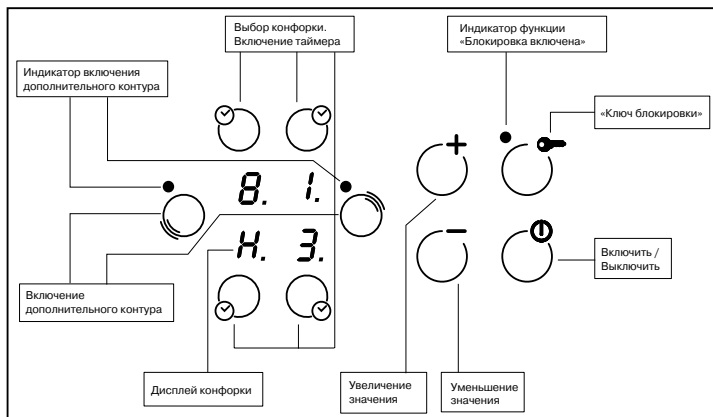 Выбор конфорки.
Включение таймера
Индикатор функции
«Блокировка включена»
Индикатор включения
дополнительного контура
«Ключ блокировки»
8. 1.
H. 3.
Включить /
Выключить
Включение
дополнительного контура
Дисплей конфорки
Увеличение
значения
Уменьшение
значения